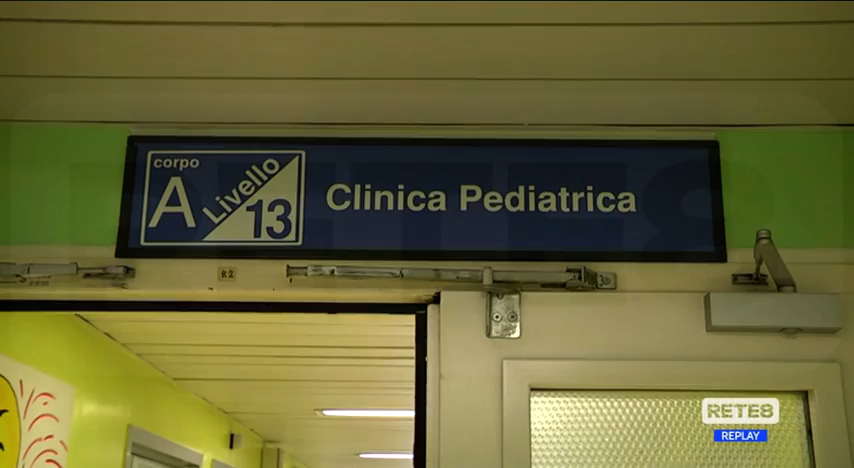 corpo
A
Livello
13
Clinica Pediatrica
R2
RETE8
REPLAY